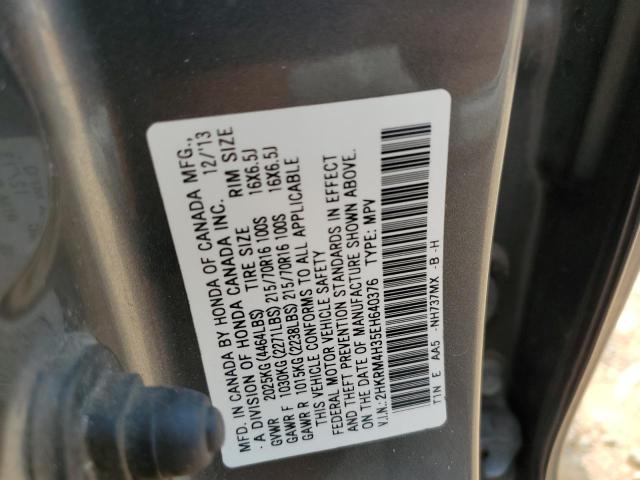 MFD. IN CANADA BY HONDA OF CANADA MFG.,
A DIVISION OF HONDA CANADA INC. 12/13
TIRE SIZE RIM SIZE
GVWR 2025KG(4464LBS)
GAWR F 1030KG(2271LBS) 215/70R16 100S 16X6.5J
GAWR R 1015KG(2238LBS) 215/70R16 100S 16X6.5J
THIS VEHICLE CONFORMS TO ALL APPLICABLE
FEDERAL MOTOR VEHICLE SAFETY
AND THEFT PREVENTION STANDARDS IN EFFECT
ON THE DATE OF MANUFACTURE SHOWN ABOVE.
V.I.N.: 2HKRM4H35EH640376 TYPE: MPV
T1N E AA5 -NH737MX -B -H